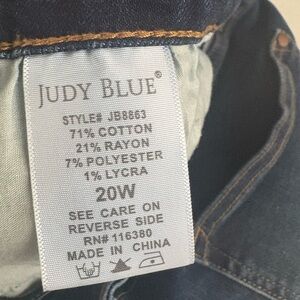 JUDY BLUE®
STYLE# JB8863
71% COTTON
21% RAYON
7% POLYESTER
1% LYCRA
20W
SEE CARE ON
REVERSE SIDE
RN# 116380
MADE IN CHINA